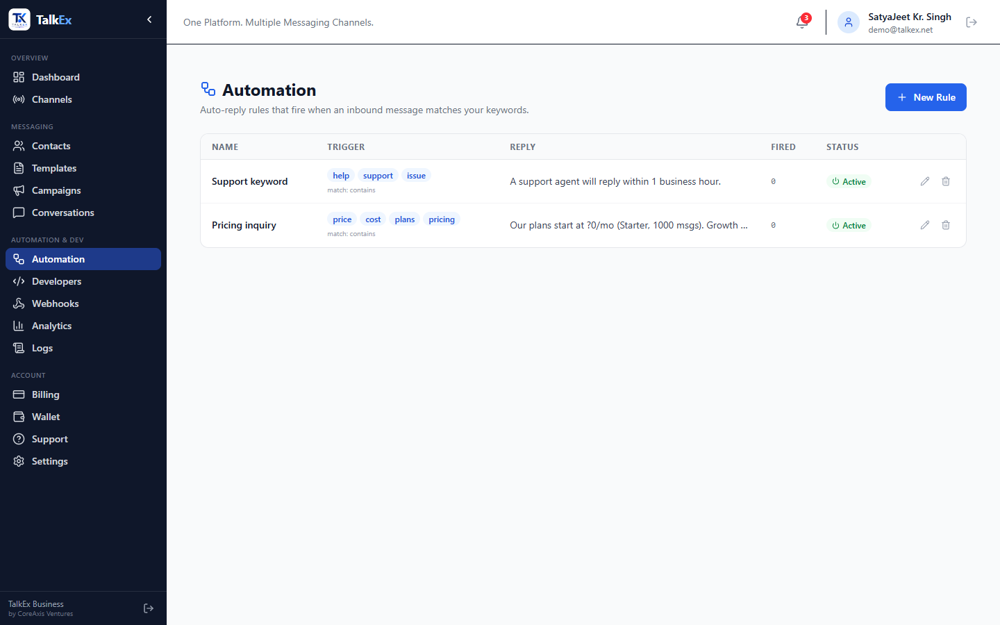 TalkEx
One Platform. Multiple Messaging Channels.
3
SatyaJeet Kr. Singh
demo@talkex.net
OVERVIEW
Dashboard
Channels
MESSAGING
Contacts
Templates
Campaigns
Conversations
AUTOMATION & DEV
Automation
Developers
Webhooks
Analytics
Logs
ACCOUNT
Billing
Wallet
Support
Settings
TalkEx Business
by CoreAxis Ventures
Automation
Auto-reply rules that fire when an inbound message matches your keywords.
New Rule
NAME TRIGGER REPLY FIRED STATUS
Support keyword help support issue A support agent will reply within 1 business hour. 0 Active
match: contains
Pricing inquiry price cost plans pricing Our plans start at ?0/mo (Starter, 1000 msgs). Growth ... 0 Active
match: contains